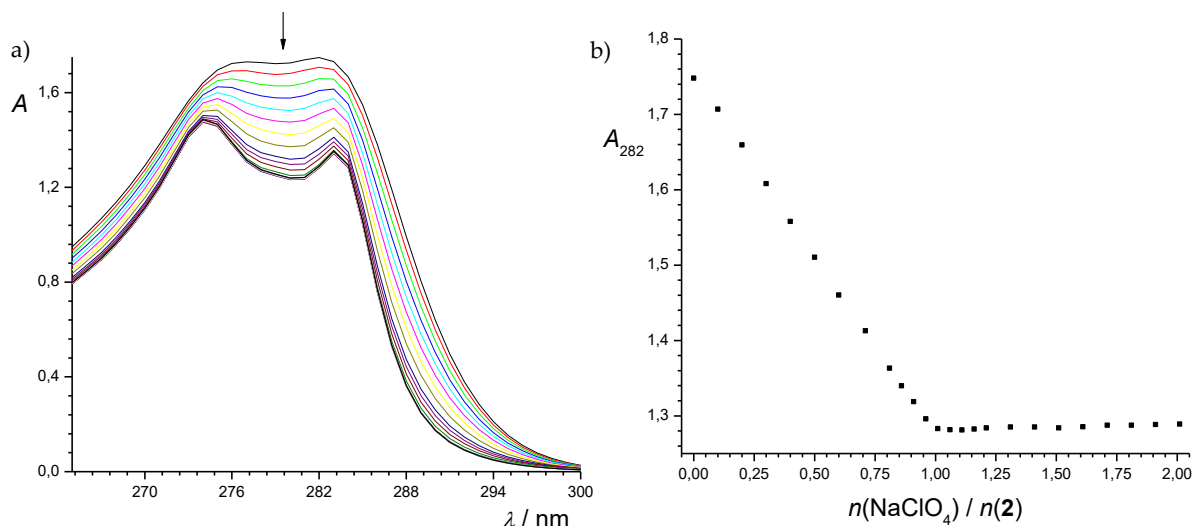 a)
A
1,6
1,2
0,8
0,4
0,0
270 276 282 288 294 300
λ / nm
b)
A282
1,8
1,7
1,6
1,5
1,4
1,3
0,00 0,25 0,50 0,75 1,00 1,25 1,50 1,75 2,00
n(NaClO4) / n(2)